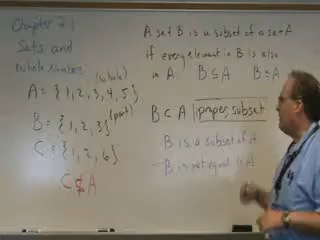 Chapter 2.1
Sets and
Whole Numbers
(whole)
A = { 1, 2, 3, 4, 5 }
B = { 1, 2, 3 } (part)
C = { 1, 2, 6 }
C ⊄ A
A set B is a subset of a set A
if every element in B is also
in A. B ⊆ A B ⊆ A
B ⊂ A proper subset
B is a subset of A
B is not equal to A